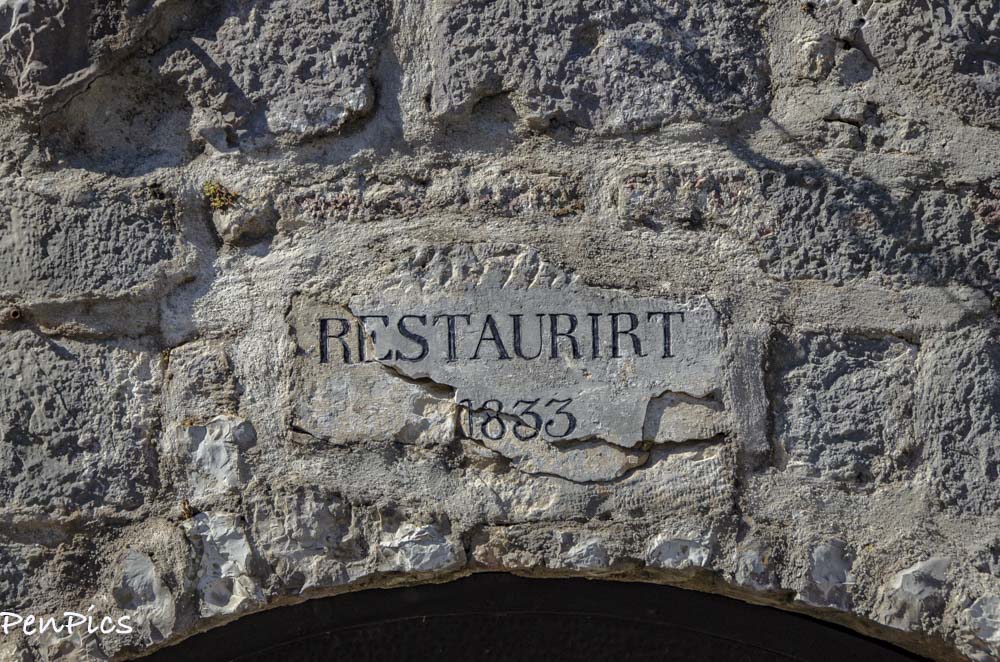 RESTAURIRT
1833
PenPics